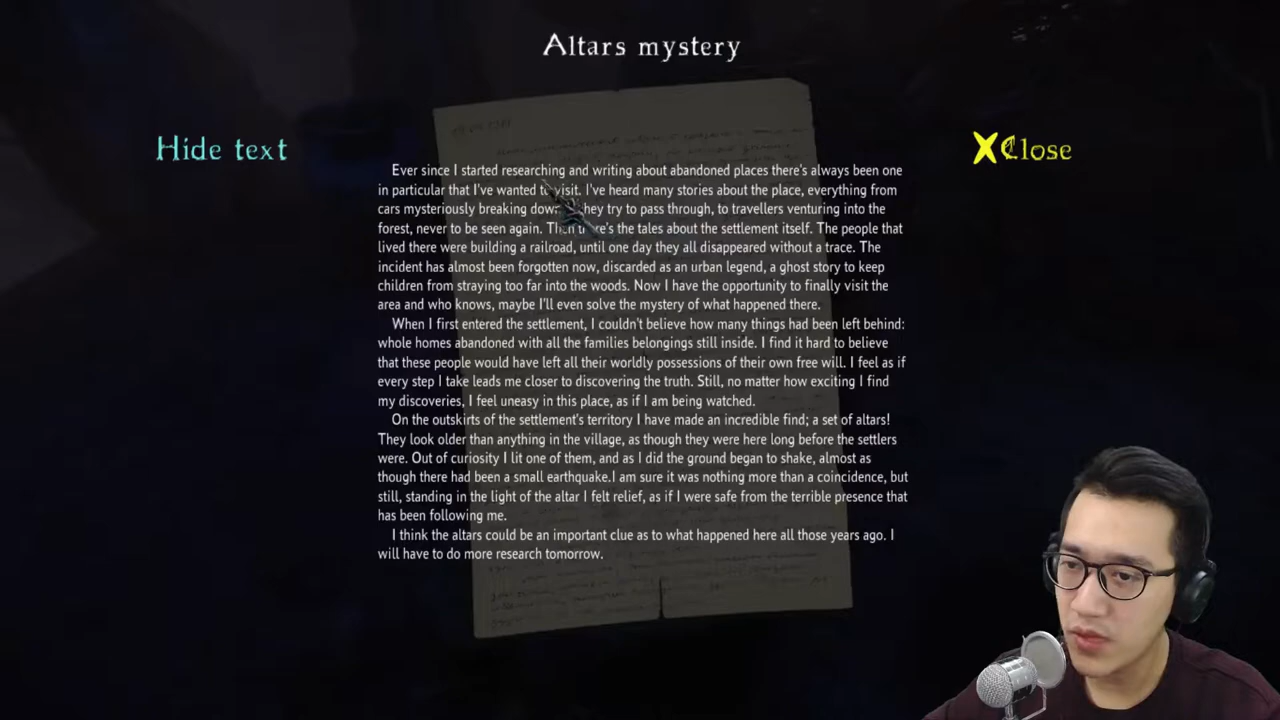 Altars mystery
Hide text
Close
Ever since I started researching and writing about abandoned places there's always been one
in particular that I've wanted to visit. I've heard many stories about the place, everything from
cars mysteriously breaking down they try to pass through, to travellers venturing into the
forest, never to be seen again. Then there's the tales about the settlement itself. The people that
lived there were building a railroad, until one day they all disappeared without a trace. The
incident has almost been forgotten now, discarded as an urban legend, a ghost story to keep
children from straying too far into the woods. Now I have the opportunity to finally visit the
area and who knows, maybe I'll even solve the mystery of what happened there.
When I first entered the settlement, I couldn't believe how many things had been left behind:
whole homes abandoned with all the families belongings still inside. I find it hard to believe
that these people would have left all their worldly possessions of their own free will. I feel as if
every step I take leads me closer to discovering the truth. Still, no matter how exciting I find
my discoveries, I feel uneasy in this place, as if I am being watched.
On the outskirts of the settlement's territory I have made an incredible find; a set of altars!
They look older than anything in the village, as though they were here long before the settlers
were. Out of curiosity I lit one of them, and as I did the ground began to shake, almost as
though there had been a small earthquake.I am sure it was nothing more than a coincidence, but
still, standing in the light of the altar I felt relief, as if I were safe from the terrible presence that
has been following me.
I think the altars could be an important clue as to what happened here all those years ago. I
will have to do more research tomorrow.